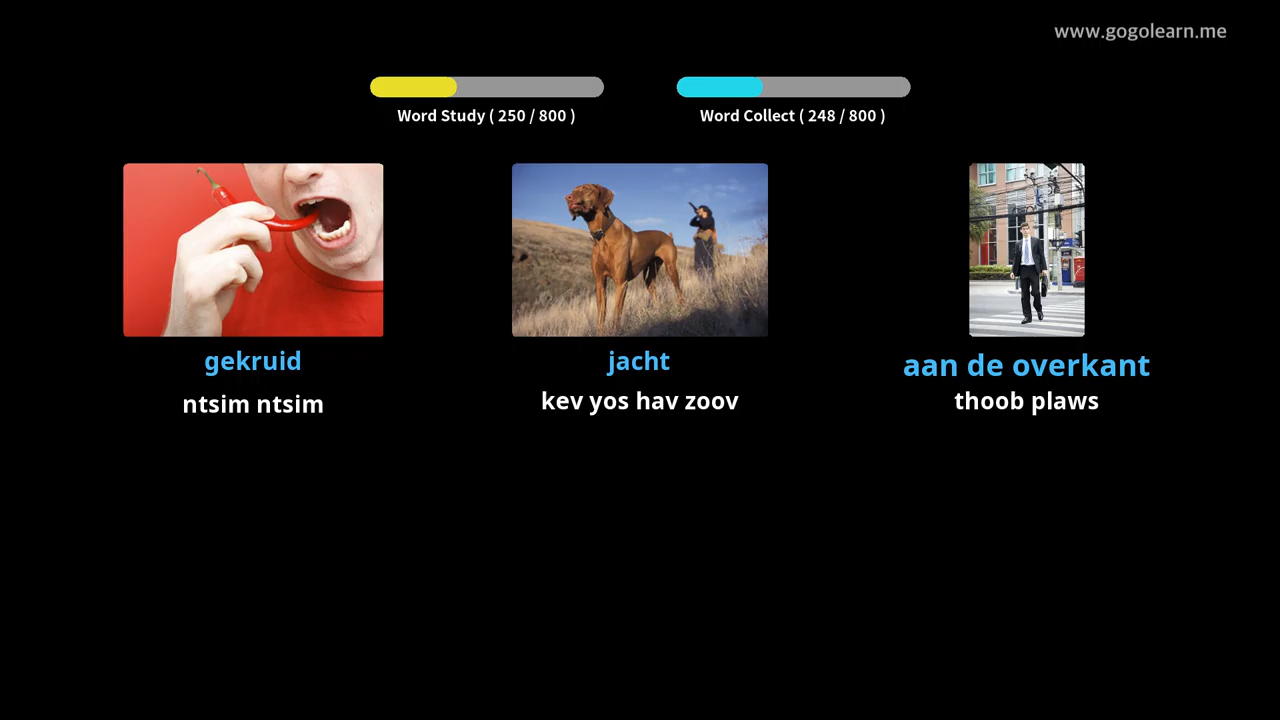 www.gogolearn.me
Word Study ( 250 / 800 )
Word Collect ( 248 / 800 )
gekruid
ntsim ntsim
jacht
kev yos hav zoov
aan de overkant
thoob plaws